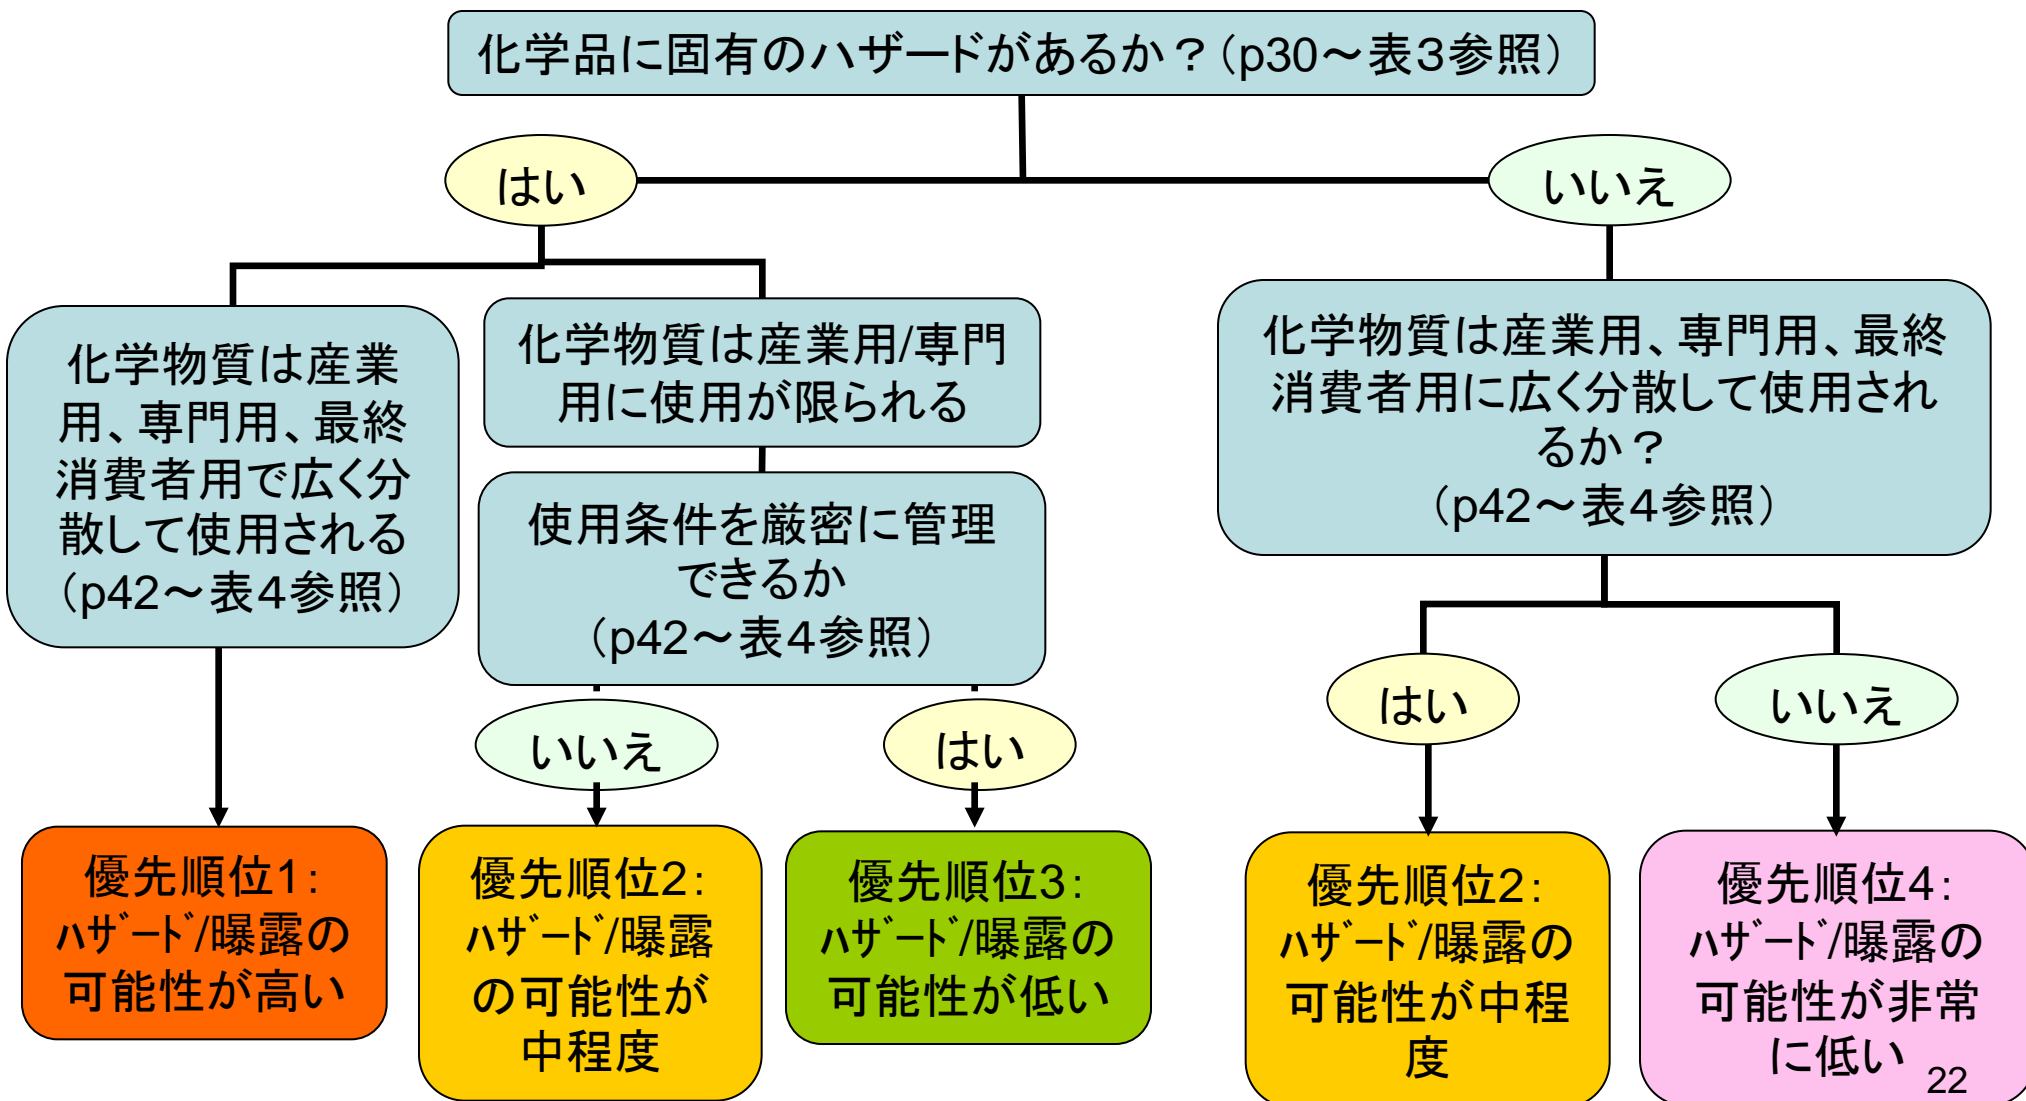 化学品に固有のハザードがあるか？（p30～表3参照）
はい
いいえ
化学物質は産業
用、専門用、最終
消費者用で広く分
散して使用される
（p42～表4参照）
化学物質は産業用/専門
用に使用が限られる
使用条件を厳密に管理
できるか
（p42～表4参照）
化学物質は産業用、専門用、最終
消費者用に広く分散して使用され
るか？
（p42～表4参照）
いいえ
はい
はい
いいえ
優先順位1：
ﾊｻﾞｰﾄﾞ/曝露の
可能性が高い
優先順位2：
ﾊｻﾞｰﾄﾞ/曝露
の可能性が
中程度
優先順位3：
ﾊｻﾞｰﾄﾞ/曝露の
可能性が低い
優先順位2：
ﾊｻﾞｰﾄﾞ/曝露の
可能性が中程
度
優先順位4：
ﾊｻﾞｰﾄﾞ/曝露の
可能性が非常
に低い
22